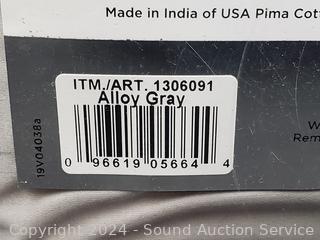 Made in India of USA Pima Cot
ITM./ART. 1306091
Alloy Gray
0 96619 05664 4
19V04038a
W
Rem
Copyright 2024 - Sound Auction Service